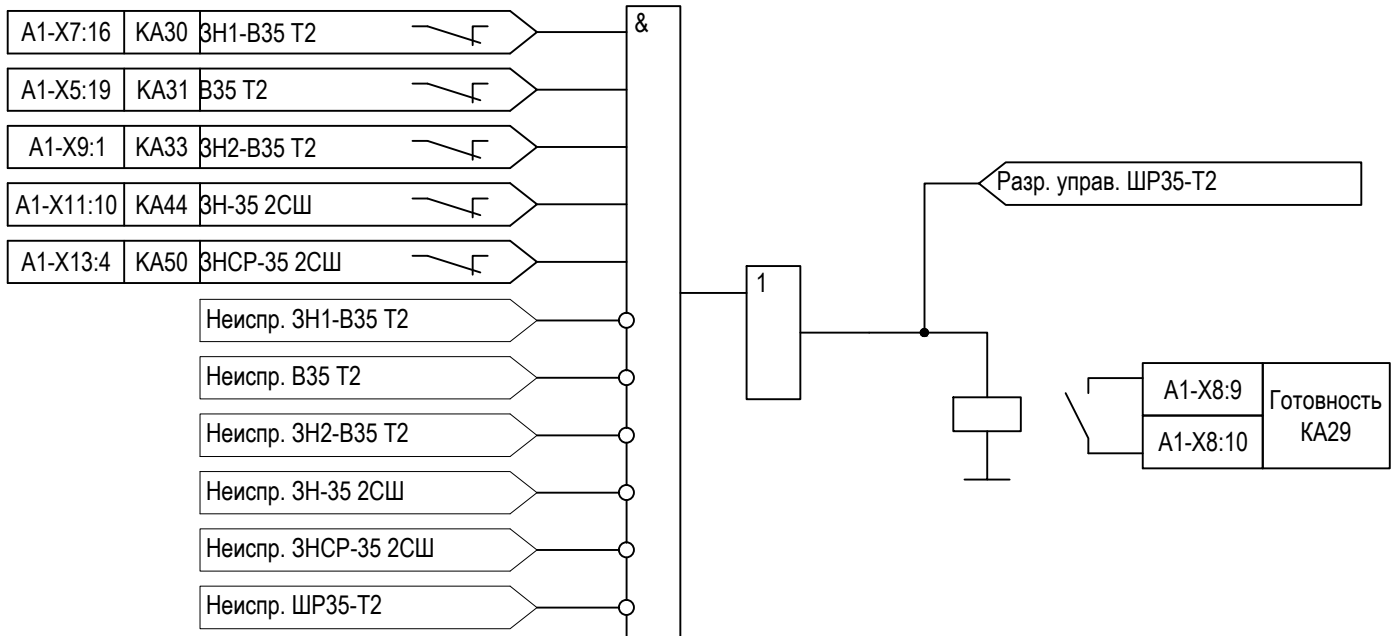 A1-X7:16 KA30 ЗН1-В35 Т2
&
A1-X5:19 KA31 В35 Т2
A1-X9:1 KA33 ЗН2-В35 Т2
Разр. управ. ШР35-Т2
A1-X11:10 KA44 ЗН-35 2СШ
A1-X13:4 KA50 ЗНСР-35 2СШ
1
Неиспр. ЗН1-В35 Т2
Неиспр. В35 Т2
A1-X8:9
Готовность
КА29
A1-X8:10
Неиспр. ЗН2-В35 Т2
Неиспр. ЗН-35 2СШ
Неиспр. ЗНСР-35 2СШ
Неиспр. ШР35-Т2